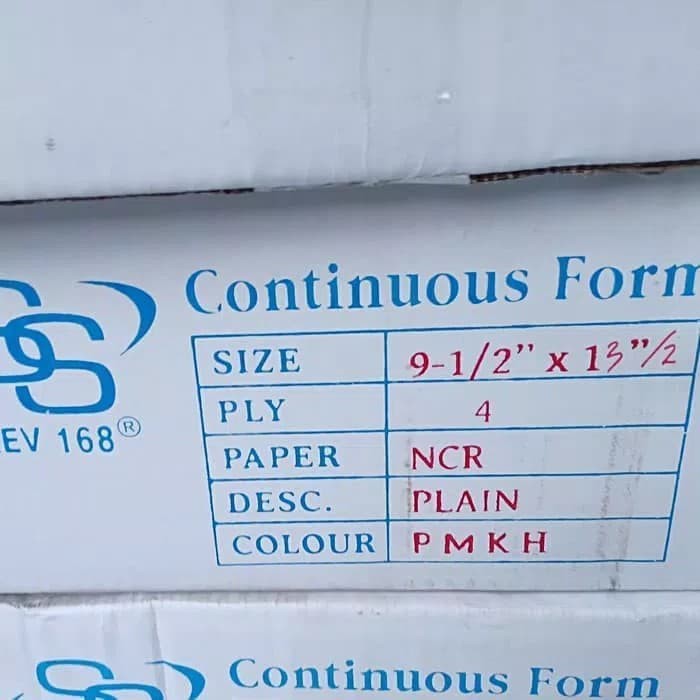 Continuous Form
SIZE 9-1/2" x 13"/2
PLY 4
EV 168®
PAPER NCR
DESC. PLAIN
COLOUR P M K H
Continuous Form